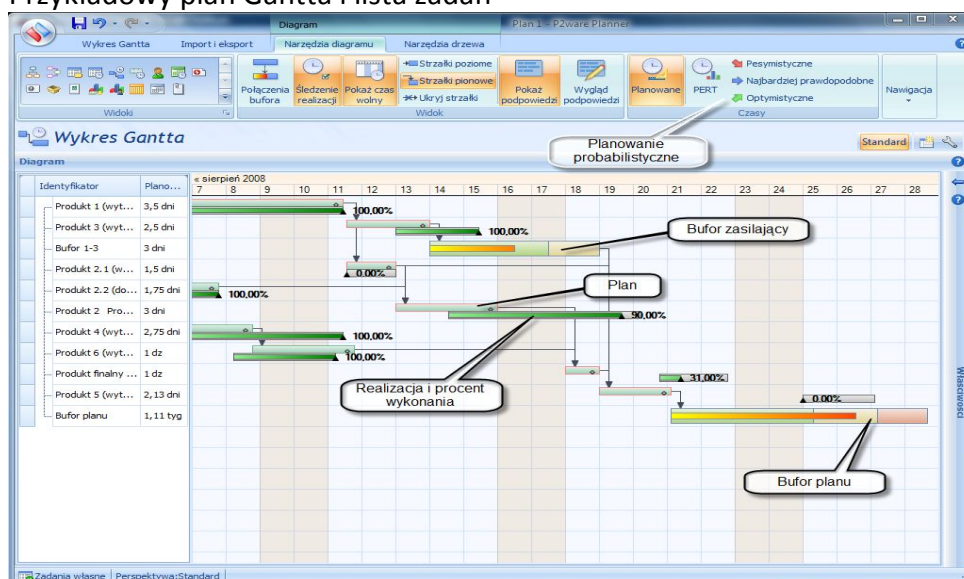 Przykładowy plan Gantta i lista zadań
Diagram
Plan 1 - P2ware Planner
Wykres Gantta
Import i eksport
Narzędzia diagramu
Narzędzia drzewa
Połączenia bufora
Śledzenie realizacji
Pokaż czas wolny
Strzałki poziome
Strzałki pionowe
Ukryj strzałki
Pokaż podpowiedzi
Wygląd podpowiedzi
Planowane
PERT
Pesymistyczne
Najbardziej prawdopodobne
Optymistyczne
Nawigacja
Widoki
Widok
Czasy
Wykres Gantta
Planowanie probabilistyczne
Standard
Diagram
Identyfikator
Plano...
« sierpień 2008
7 8 9 10 11 12 13 14 15 16 17 18 19 20 21 22 23 24 25 26 27 28
Produkt 1 (wyt... 3,5 dni
100,00%
Produkt 3 (wyt... 2,5 dni
100,00%
Bufor zasilający
Bufor 1-3 3 dni
Produkt 2.1 (w... 1,5 dni
0,00%
Plan
Produkt 2.2 (do... 1,75 dni
100,00%
Produkt 2 Pro... 3 dni
90,00%
Produkt 4 (wyt... 2,75 dni
100,00%
Produkt 6 (wyt... 1 dz
100,00%
Produkt finalny ... 1 dz
31,00%
Realizacja i procent wykonania
Produkt 5 (wyt... 2,13 dni
0,00%
Bufor planu 1,11 tyg
Bufor planu
Właściwości
Zadania własne
Perspektywa:Standard